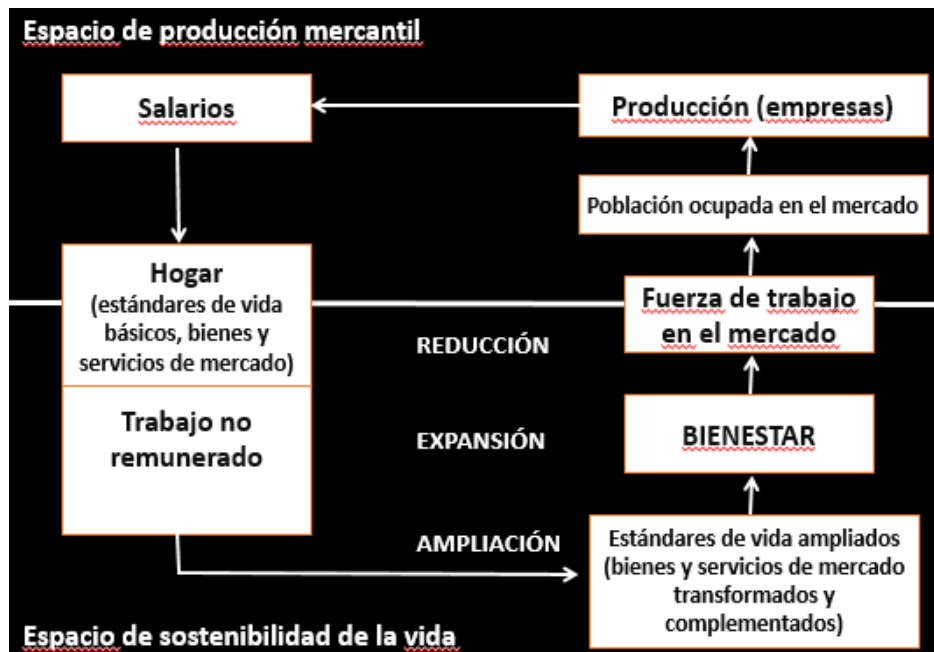 Espacio de producción mercantil
Salarios
Producción (empresas)
Población ocupada en el mercado
Hogar
(estándares de vida
básicos, bienes y
servicios de mercado)
Fuerza de trabajo
en el mercado
REDUCCIÓN
Trabajo no
remunerado
EXPANSIÓN
BIENESTAR
AMPLIACIÓN
Estándares de vida ampliados
(bienes y servicios de mercado
transformados y
complementados)
Espacio de sostenibilidad de la vida